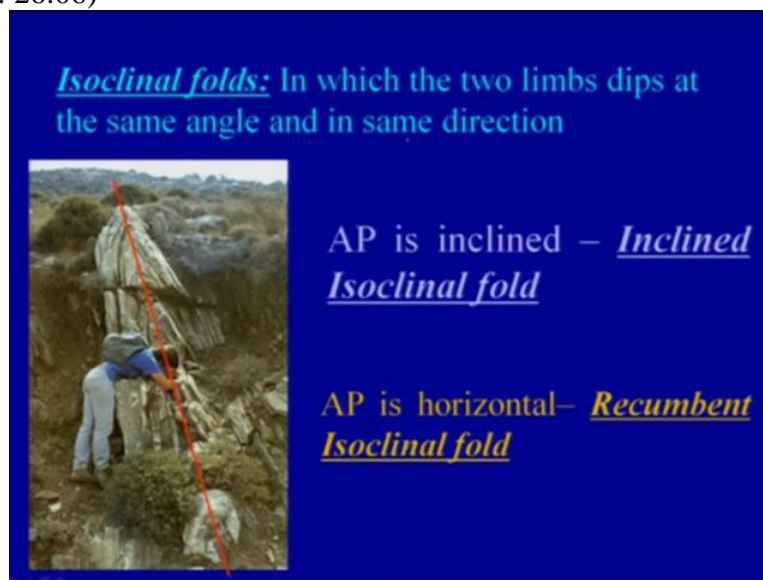 Isoclinal folds: In which the two limbs dips at
the same angle and in same direction
AP is inclined – Inclined
Isoclinal fold
AP is horizontal– Recumbent
Isoclinal fold